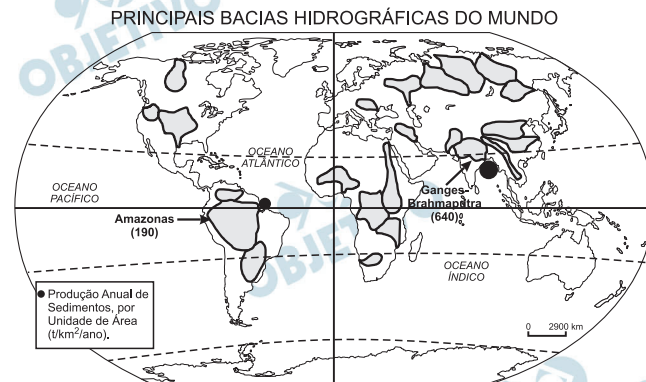 PRINCIPAIS BACIAS HIDROGRÁFICAS DO MUNDO
OBJETIVO
OCEANO
ATLÂNTICO
OCEANO
PACÍFICO
Amazonas
(190)
Ganges
Brahmaputra
(640)
OBJETIVO
OCEANO
ÍNDICO
Produção Anual de
Sedimentos, por
Unidade de Área
(t/km²/ano).
0 2900 km